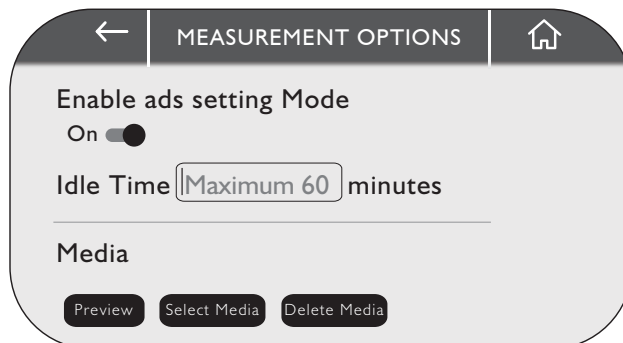 MEASUREMENT OPTIONS
Enable ads setting Mode
On
Idle Time Maximum 60 minutes
Media
Preview Select Media Delete Media